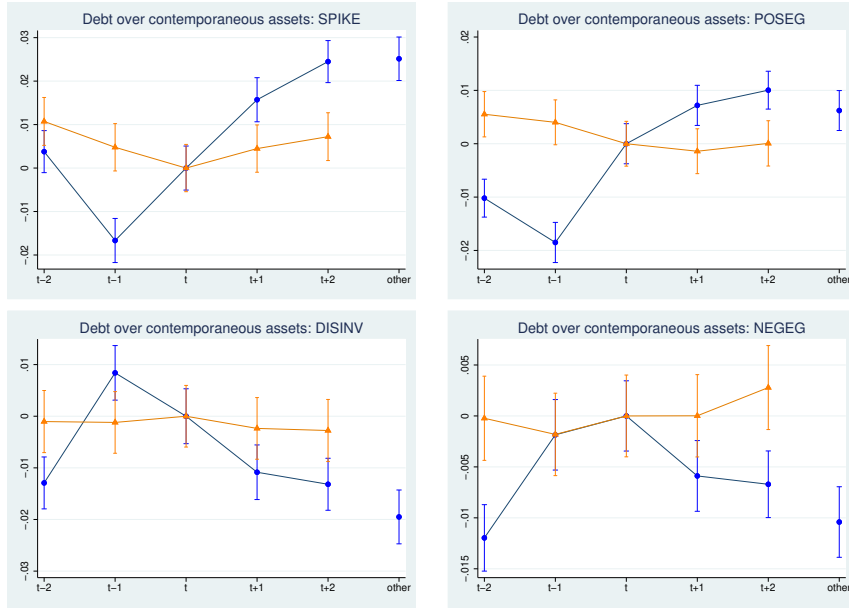 Debt over contemporaneous assets: SPIKE
.03
.02
.01
0
-.01
-.02
t-2 t-1 t t+1 t+2 other
Debt over contemporaneous assets: POSEG
.02
.01
0
-.01
-.02
t-2 t-1 t t+1 t+2 other
Debt over contemporaneous assets: DISINV
.01
0
-.01
-.02
-.03
t-2 t-1 t t+1 t+2 other
Debt over contemporaneous assets: NEGEG
.005
0
-.005
-.01
-.015
t-2 t-1 t t+1 t+2 other